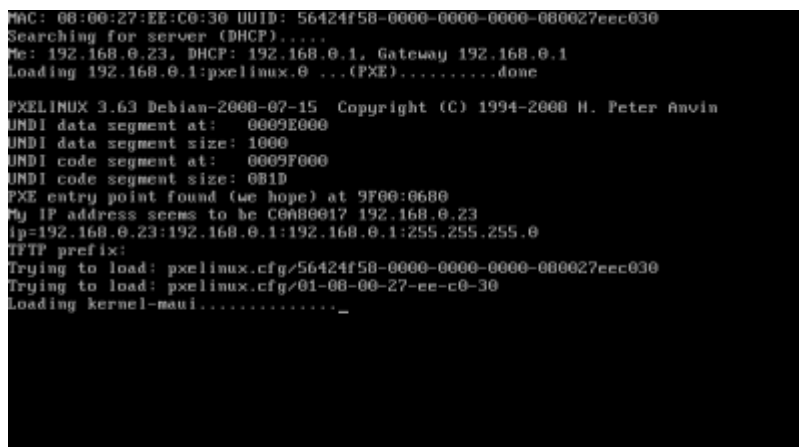 MAC: 08:00:27:EE:C0:30 UUID: 56424f58-0000-0000-0000-080027eec030
Searching for server (DHCP).....
Me: 192.168.0.23, DHCP: 192.168.0.1, Gateway 192.168.0.1
Loading 192.168.0.1:pxelinux.0 ...(PXE)..........done
PXELINUX 3.63 Debian-2008-07-15  Copyright (C) 1994-2008 H. Peter Anvin
UNDI data segment at:   0009E000
UNDI data segment size: 1000
UNDI code segment at:   0009F000
UNDI code segment size: 0B1D
PXE entry point found (we hope) at 9F00:0680
My IP address seems to be C0A80017 192.168.0.23
ip=192.168.0.23:192.168.0.1:192.168.0.1:255.255.255.0
TFTP prefix:
Trying to load: pxelinux.cfg/56424f58-0000-0000-0000-080027eec030
Trying to load: pxelinux.cfg/01-08-00-27-ee-c0-30
Loading kernel-maui..............._